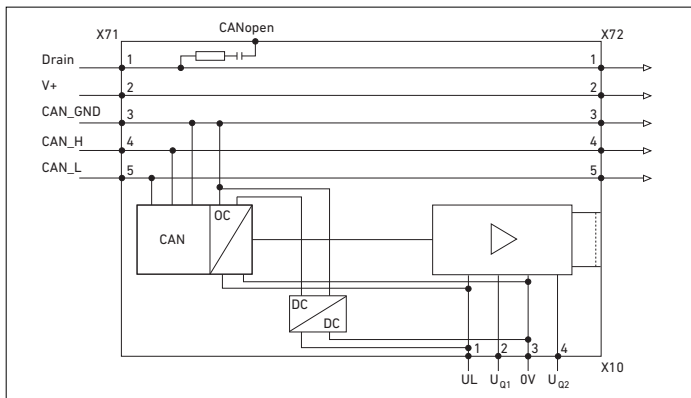 CANopen
X71 X72
Drain 1 1
V+ 2 2
CAN_GND 3 3
CAN_H 4 4
CAN_L 5 5
OC
CAN
DC
DC
1 2 3 4
X10
UL UQ1 0V UQ2